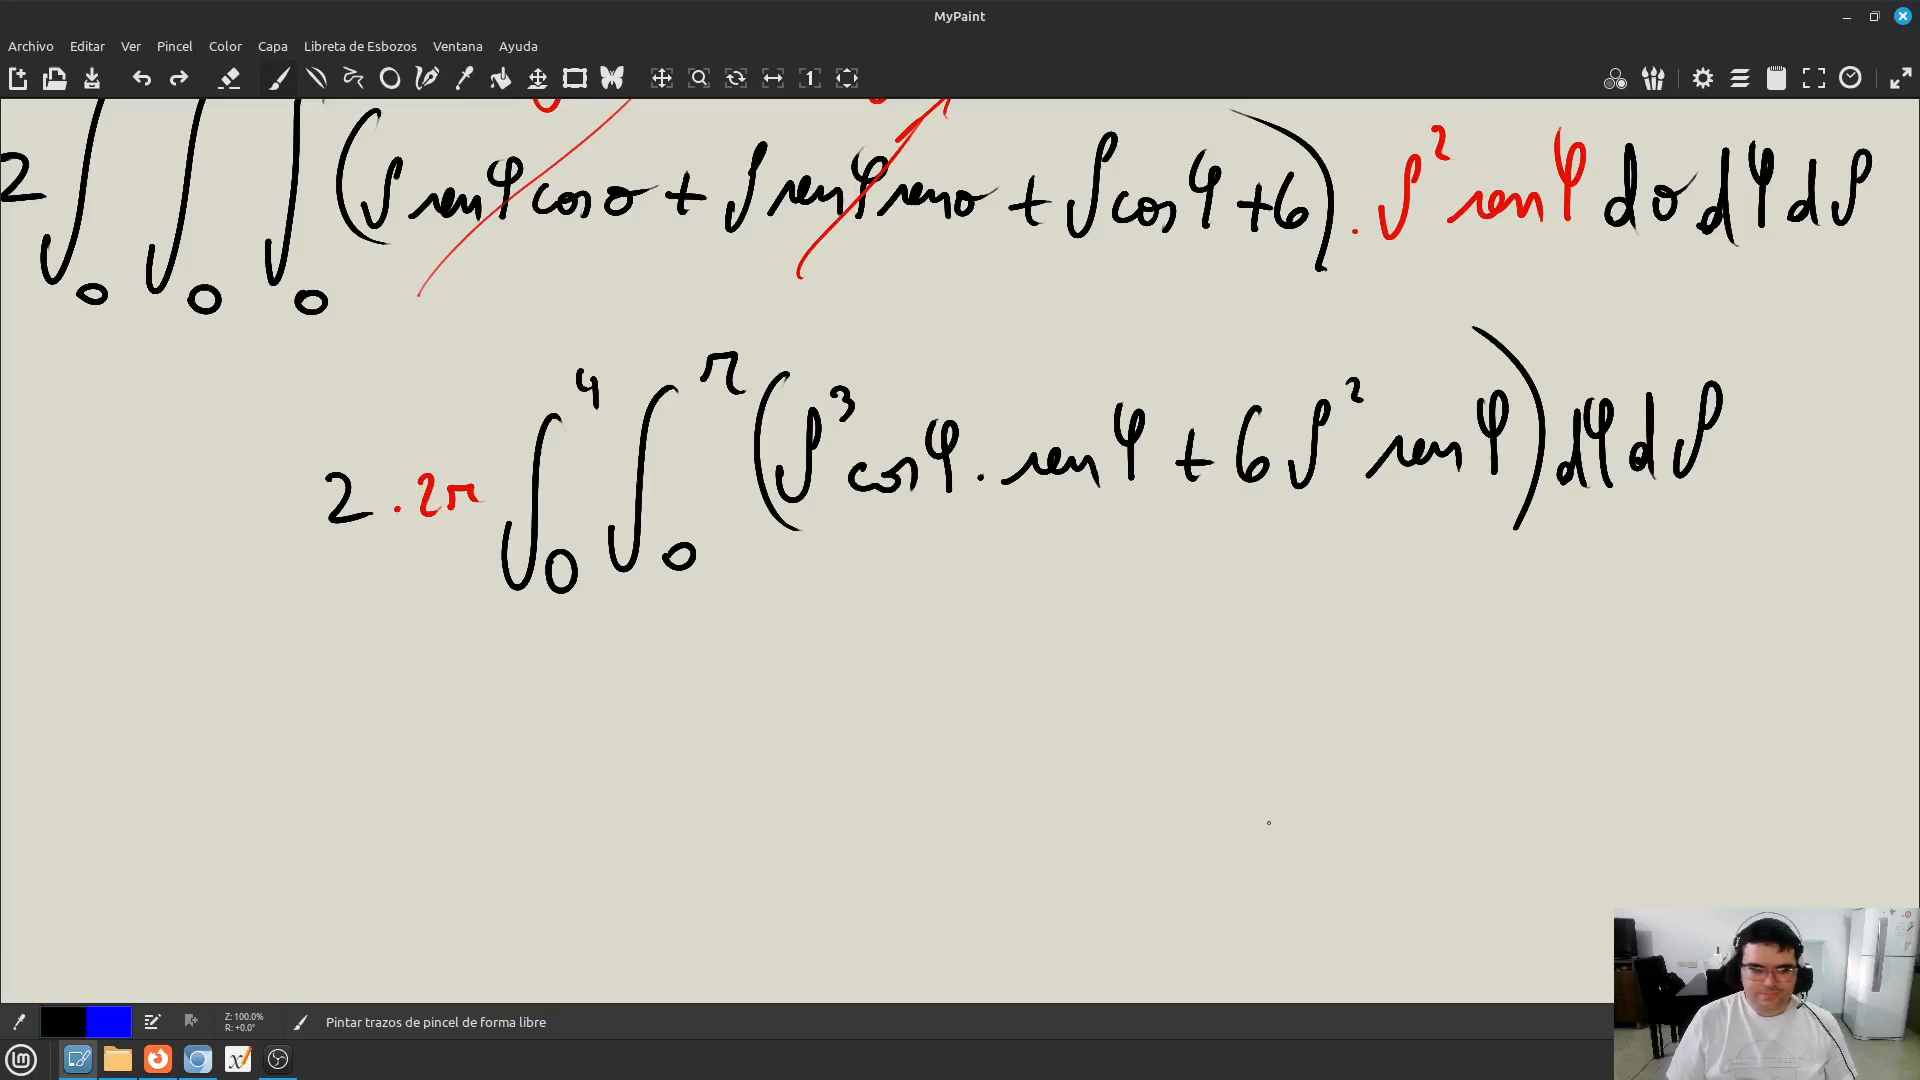 MyPaint
Archivo Editar Ver Pincel Color Capa Libreta de Esbozos Ventana Ayuda
2 ∫₀ ∫₀ ∫₀ (ρ sen φ cos θ + ρ sen φ sen θ + ρ cos φ + 6) . ρ² sen φ dθ dφ dρ
2 . 2π ∫₀⁴ ∫₀^π (ρ³ cos φ . sen φ + 6 ρ² sen φ) dφ dρ
Z: 100.0%
R: +0.0°
Pintar trazos de pincel de forma libre